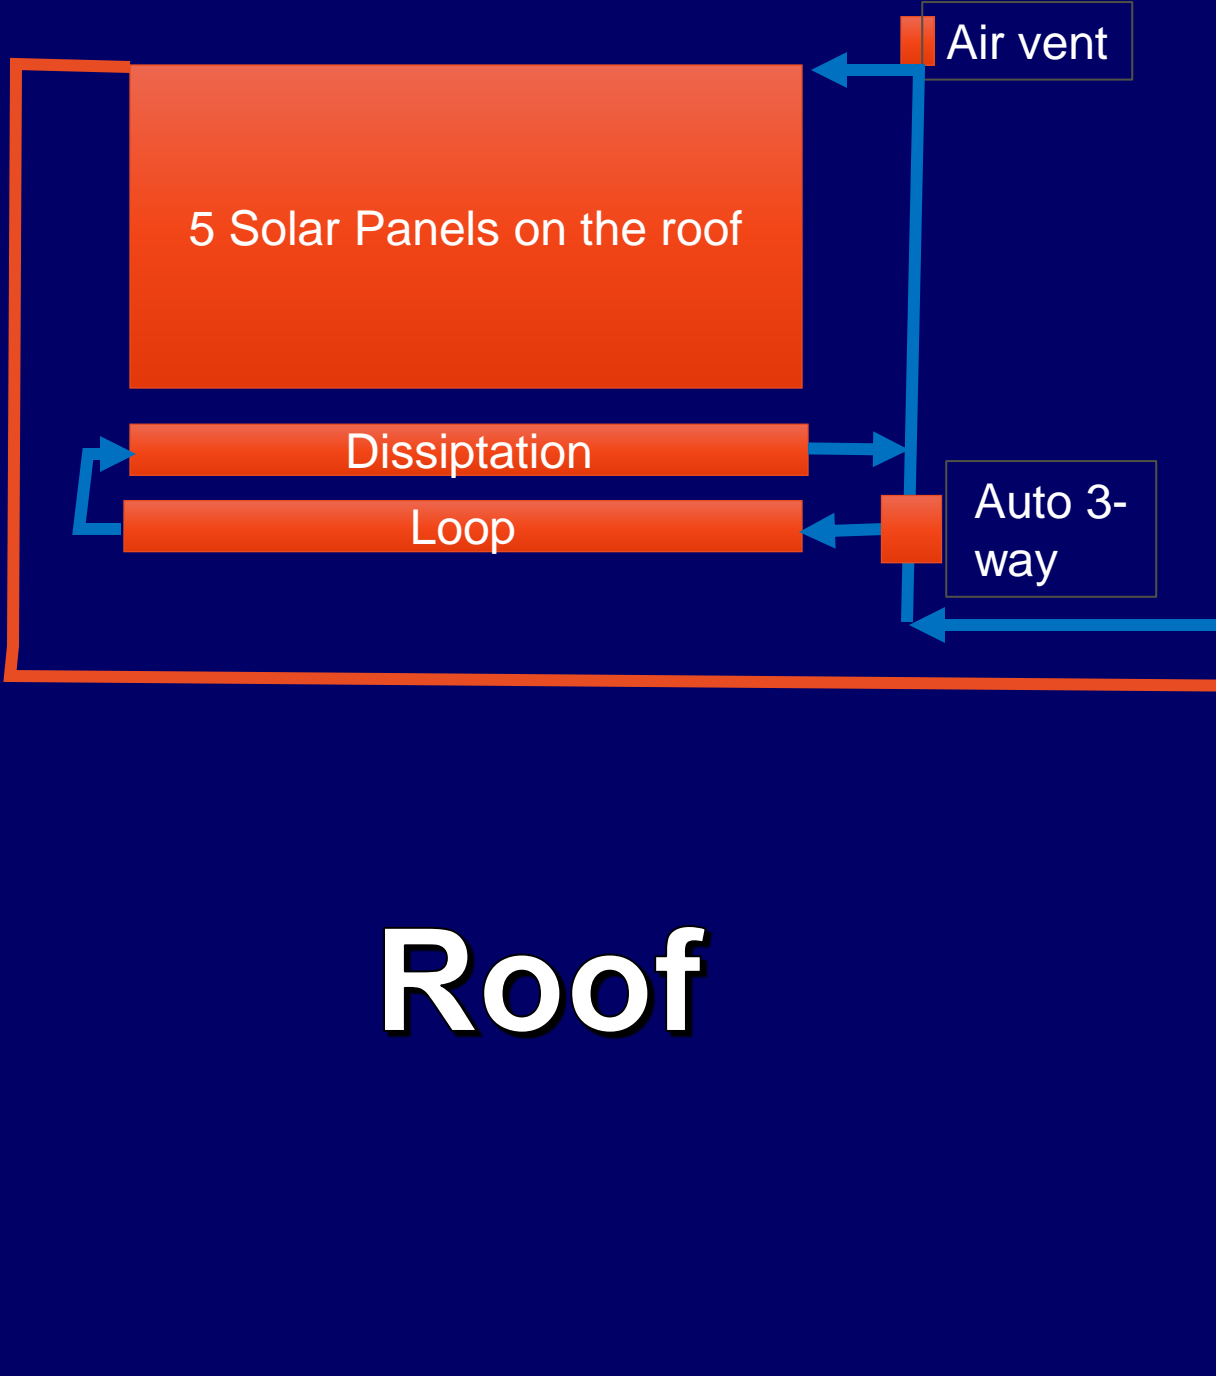 Air vent
5 Solar Panels on the roof
Dissiptation
Loop
Auto 3-
way
Roof